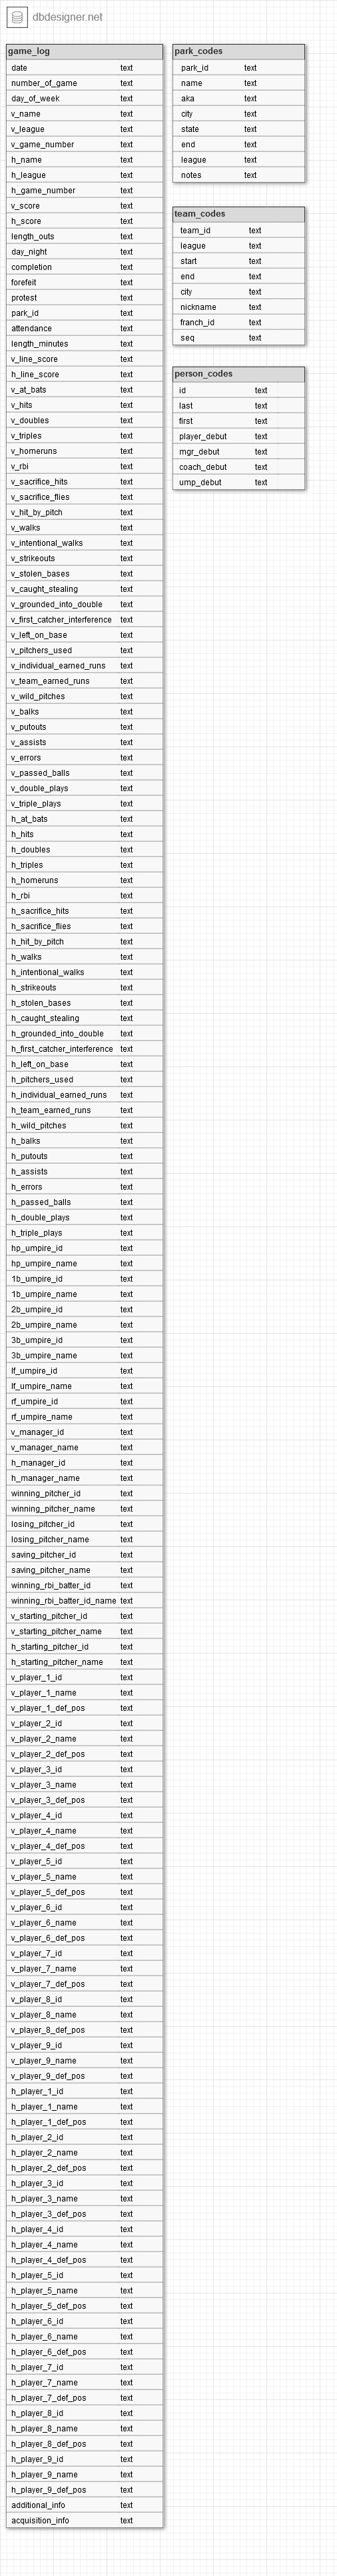 dbdesigner.net
game_log
date text
number_of_game text
day_of_week text
v_name text
v_league text
v_game_number text
h_name text
h_league text
h_game_number text
v_score text
h_score text
length_outs text
day_night text
completion text
forefeit text
protest text
park_id text
attendance text
length_minutes text
v_line_score text
h_line_score text
v_at_bats text
v_hits text
v_doubles text
v_triples text
v_homeruns text
v_rbi text
v_sacrifice_hits text
v_sacrifice_flies text
v_hit_by_pitch text
v_walks text
v_intentional_walks text
v_strikeouts text
v_stolen_bases text
v_caught_stealing text
v_grounded_into_double text
v_first_catcher_interference text
v_left_on_base text
v_pitchers_used text
v_individual_earned_runs text
v_team_earned_runs text
v_wild_pitches text
v_balks text
v_putouts text
v_assists text
v_errors text
v_passed_balls text
v_double_plays text
v_triple_plays text
h_at_bats text
h_hits text
h_doubles text
h_triples text
h_homeruns text
h_rbi text
h_sacrifice_hits text
h_sacrifice_flies text
h_hit_by_pitch text
h_walks text
h_intentional_walks text
h_strikeouts text
h_stolen_bases text
h_caught_stealing text
h_grounded_into_double text
h_first_catcher_interference text
h_left_on_base text
h_pitchers_used text
h_individual_earned_runs text
h_team_earned_runs text
h_wild_pitches text
h_balks text
h_putouts text
h_assists text
h_errors text
h_passed_balls text
h_double_plays text
h_triple_plays text
hp_umpire_id text
hp_umpire_name text
1b_umpire_id text
1b_umpire_name text
2b_umpire_id text
2b_umpire_name text
3b_umpire_id text
3b_umpire_name text
lf_umpire_id text
lf_umpire_name text
rf_umpire_id text
rf_umpire_name text
v_manager_id text
v_manager_name text
h_manager_id text
h_manager_name text
winning_pitcher_id text
winning_pitcher_name text
losing_pitcher_id text
losing_pitcher_name text
saving_pitcher_id text
saving_pitcher_name text
winning_rbi_batter_id text
winning_rbi_batter_id_name text
v_starting_pitcher_id text
v_starting_pitcher_name text
h_starting_pitcher_id text
h_starting_pitcher_name text
v_player_1_id text
v_player_1_name text
v_player_1_def_pos text
v_player_2_id text
v_player_2_name text
v_player_2_def_pos text
v_player_3_id text
v_player_3_name text
v_player_3_def_pos text
v_player_4_id text
v_player_4_name text
v_player_4_def_pos text
v_player_5_id text
v_player_5_name text
v_player_5_def_pos text
v_player_6_id text
v_player_6_name text
v_player_6_def_pos text
v_player_7_id text
v_player_7_name text
v_player_7_def_pos text
v_player_8_id text
v_player_8_name text
v_player_8_def_pos text
v_player_9_id text
v_player_9_name text
v_player_9_def_pos text
h_player_1_id text
h_player_1_name text
h_player_1_def_pos text
h_player_2_id text
h_player_2_name text
h_player_2_def_pos text
h_player_3_id text
h_player_3_name text
h_player_3_def_pos text
h_player_4_id text
h_player_4_name text
h_player_4_def_pos text
h_player_5_id text
h_player_5_name text
h_player_5_def_pos text
h_player_6_id text
h_player_6_name text
h_player_6_def_pos text
h_player_7_id text
h_player_7_name text
h_player_7_def_pos text
h_player_8_id text
h_player_8_name text
h_player_8_def_pos text
h_player_9_id text
h_player_9_name text
h_player_9_def_pos text
additional_info text
acquisition_info text
park_codes
park_id text
name text
aka text
city text
state text
end text
league text
notes text
team_codes
team_id text
league text
start text
end text
city text
nickname text
franch_id text
seq text
person_codes
id text
last text
first text
player_debut text
mgr_debut text
coach_debut text
ump_debut text